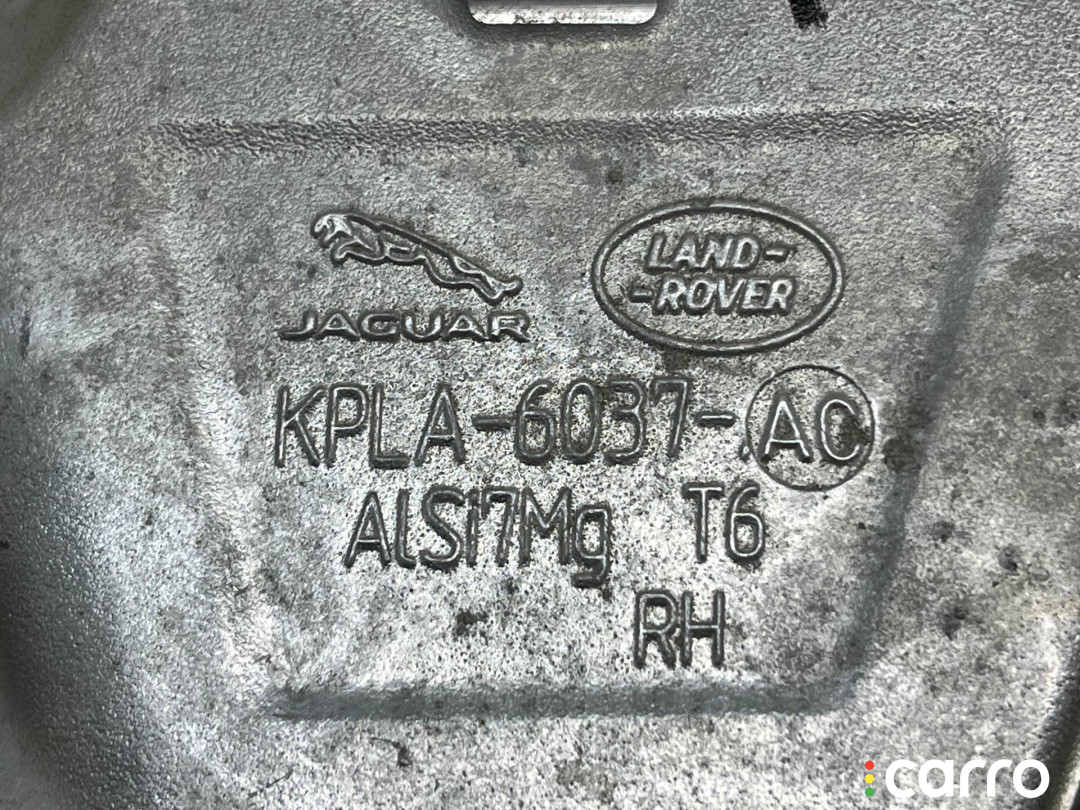 JAGUAR
LAND-
-ROVER
KPLA-6037-AC
AlSi7Mg T6
RH
carro